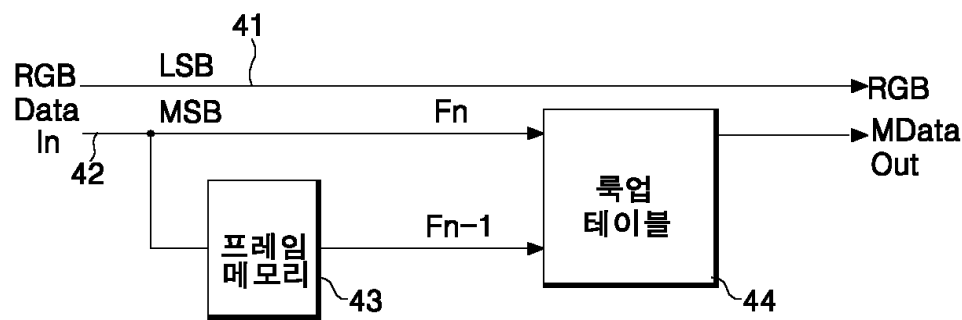 41
RGB
Data
In
LSB
RGB
MSB
Fn
MData
Out
42
룩업
테이블
프레임
메모리
Fn-1
43
44